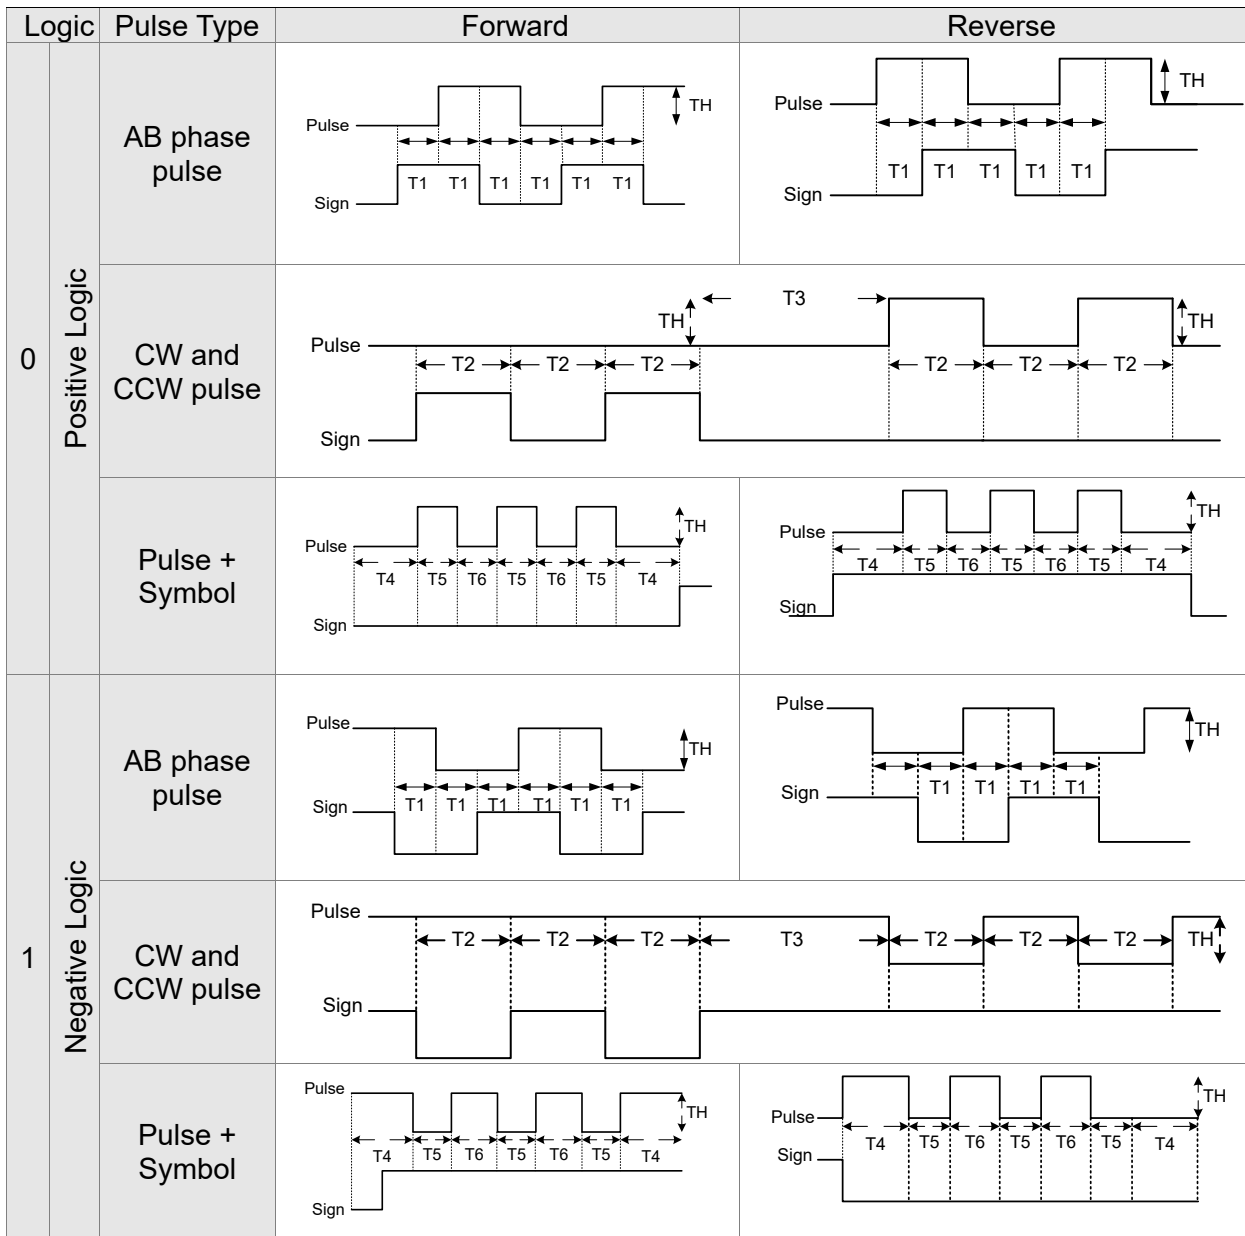 Logic Pulse Type Forward Reverse
0
Positive Logic
AB phase
pulse
Pulse
TH
T1 T1 T1 T1 T1 T1
Sign
Pulse
TH
T1 T1 T1 T1 T1
Sign
CW and
CCW pulse
T3
TH
TH
Pulse
T2 T2 T2 T2 T2 T2
Sign
Pulse +
Symbol
TH
Pulse
T4 T5 T6 T5 T6 T5 T4
Sign
TH
Pulse
T4 T5 T6 T5 T6 T5 T4
Sign
1
Negative Logic
AB phase
pulse
Pulse
TH
Sign
T1 T1 T1 T1 T1 T1
Pulse
TH
Sign
T1 T1 T1 T1
CW and
CCW pulse
Pulse
T2 T2 T2 T3 T2 T2 T2 TH
Sign
Pulse +
Symbol
Pulse
TH
T4 T5 T6 T5 T6 T5 T4
Sign
TH
Pulse
T4 T5 T6 T5 T6 T5 T4
Sign